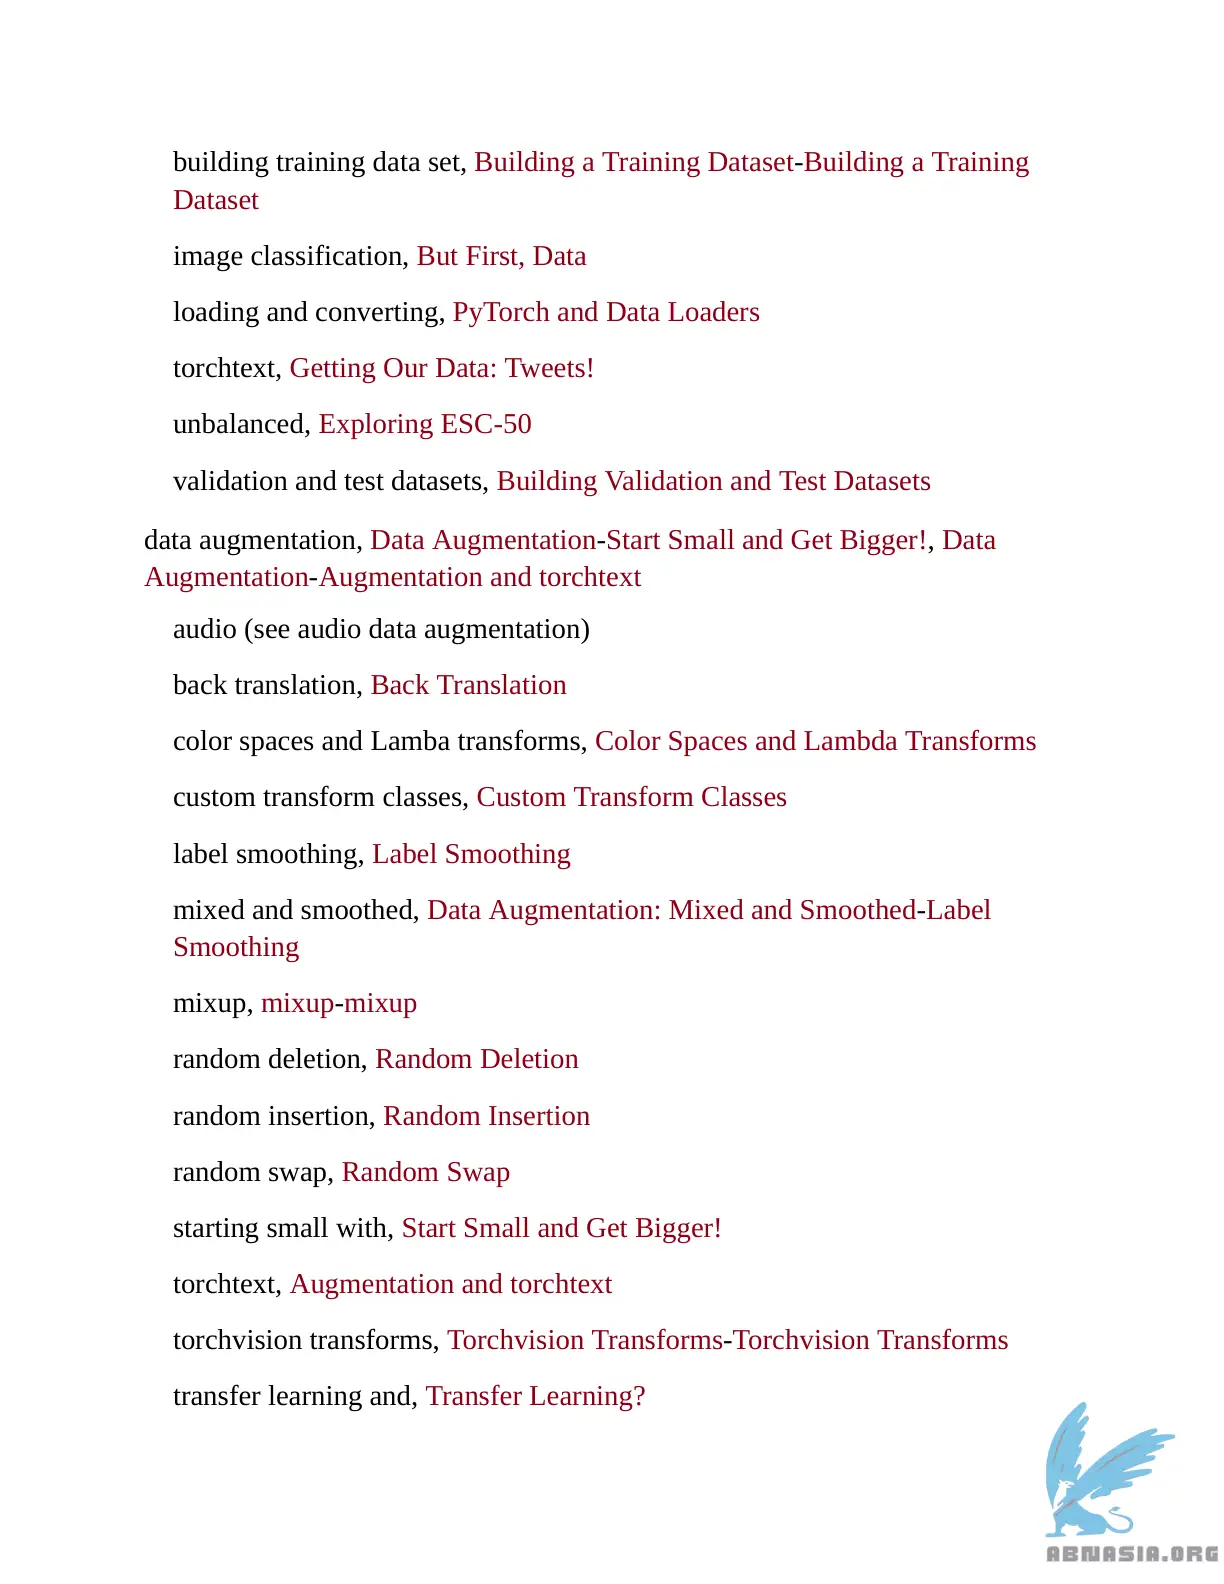 building training data set, Building a Training Dataset-Building a Training
Dataset
image classification, But First, Data
loading and converting, PyTorch and Data Loaders
torchtext, Getting Our Data: Tweets!
unbalanced, Exploring ESC-50
validation and test datasets, Building Validation and Test Datasets
data augmentation, Data Augmentation-Start Small and Get Bigger!, Data
Augmentation-Augmentation and torchtext
audio (see audio data augmentation)
back translation, Back Translation
color spaces and Lamba transforms, Color Spaces and Lambda Transforms
custom transform classes, Custom Transform Classes
label smoothing, Label Smoothing
mixed and smoothed, Data Augmentation: Mixed and Smoothed-Label
Smoothing
mixup, mixup-mixup
random deletion, Random Deletion
random insertion, Random Insertion
random swap, Random Swap
starting small with, Start Small and Get Bigger!
torchtext, Augmentation and torchtext
torchvision transforms, Torchvision Transforms-Torchvision Transforms
transfer learning and, Transfer Learning?
ABNASIA.ORG